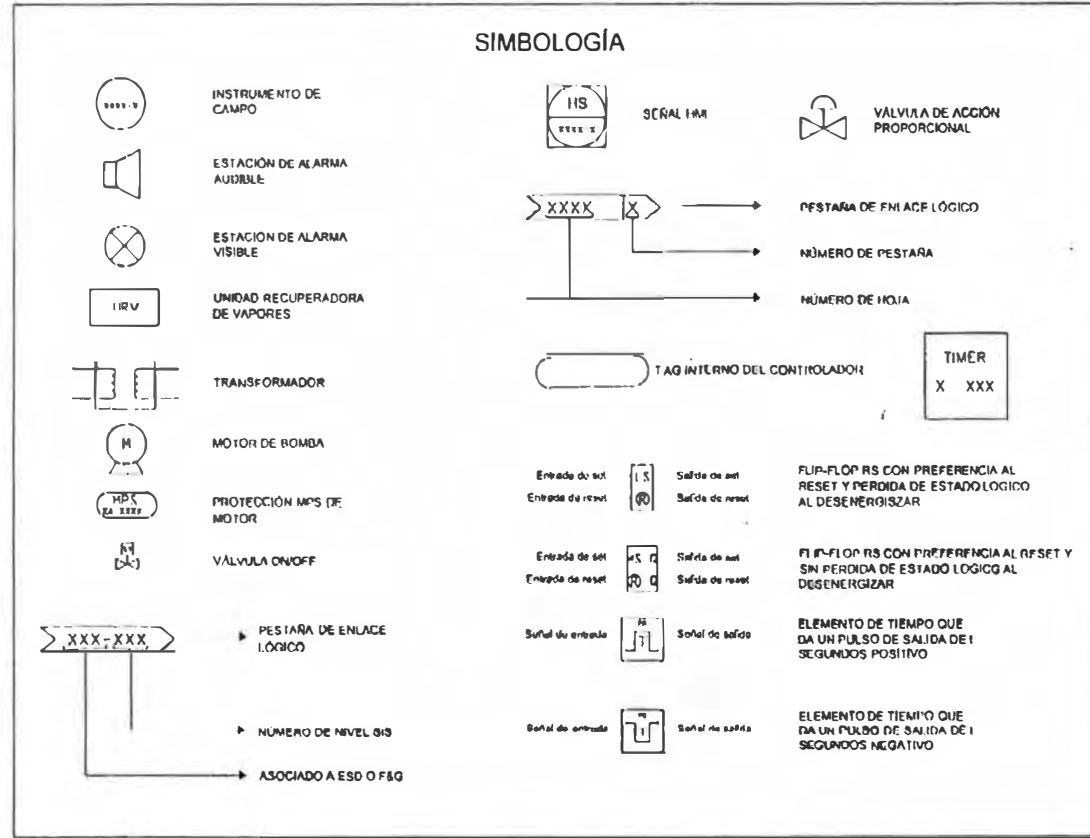 SIMBOLOGÍA
INSTRUMENTO DE
CAMPO
ESTACIÓN DE ALARMA
AUDIBLE
ESTACIÓN DE ALARMA
VISIBLE
UNIDAD RECUPERADORA
DE VAPORES
TRANSFORMADOR
M
MOTOR DE BOMBA
MPS
XXXX
PROTECCIÓN MPS DE
MOTOR
VÁLVULA ON/OFF
XXX-XXX
PESTAÑA DE ENLACE
LÓGICO
NÚMERO DE NIVEL SIS
ASOCIADO A ESD O F&G
HS
XXXX-X
SEÑAL HMI
VÁLVULA DE ACCIÓN
PROPORCIONAL
XXXX X
PESTAÑA DE ENLACE LÓGICO
NÚMERO DE PESTAÑA
NÚMERO DE HOJA
TAG INTERNO DEL CONTROLADOR
TIMER
X XXX
Entrada de set
Entrada de reset
S
R
Salida de set
Salida de reset
FLIP-FLOP RS CON PREFERENCIA AL
RESET Y PERDIDA DE ESTADO LOGICO
AL DESENERGISZAR
Entrada de set
Entrada de reset
Salida de set
Salida de reset
FLIP-FLOP RS CON PREFERENCIA AL RESET Y
SIN PERDIDA DE ESTADO LOGICO AL
DESENERGIZAR
Señal de entrada
Señal de salida
ELEMENTO DE TIEMPO QUE
DA UN PULSO DE SALIDA DE
SEGUNDOS POSITIVO
Señal de entrada
Señal de salida
ELEMENTO DE TIEMPO QUE
DA UN PULSO DE SALIDA DE
SEGUNDOS NEGATIVO